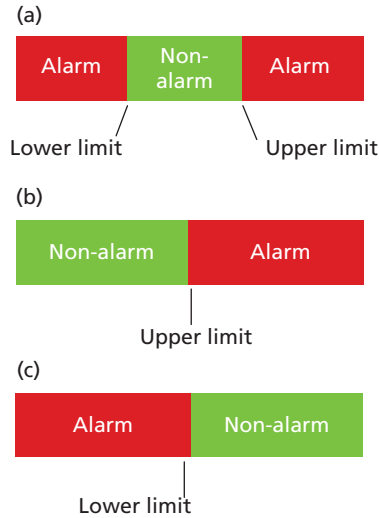 (a)
Alarm
Non-
alarm
Alarm
Lower limit
Upper limit
(b)
Non-alarm
Alarm
Upper limit
(c)
Alarm
Non-alarm
Lower limit